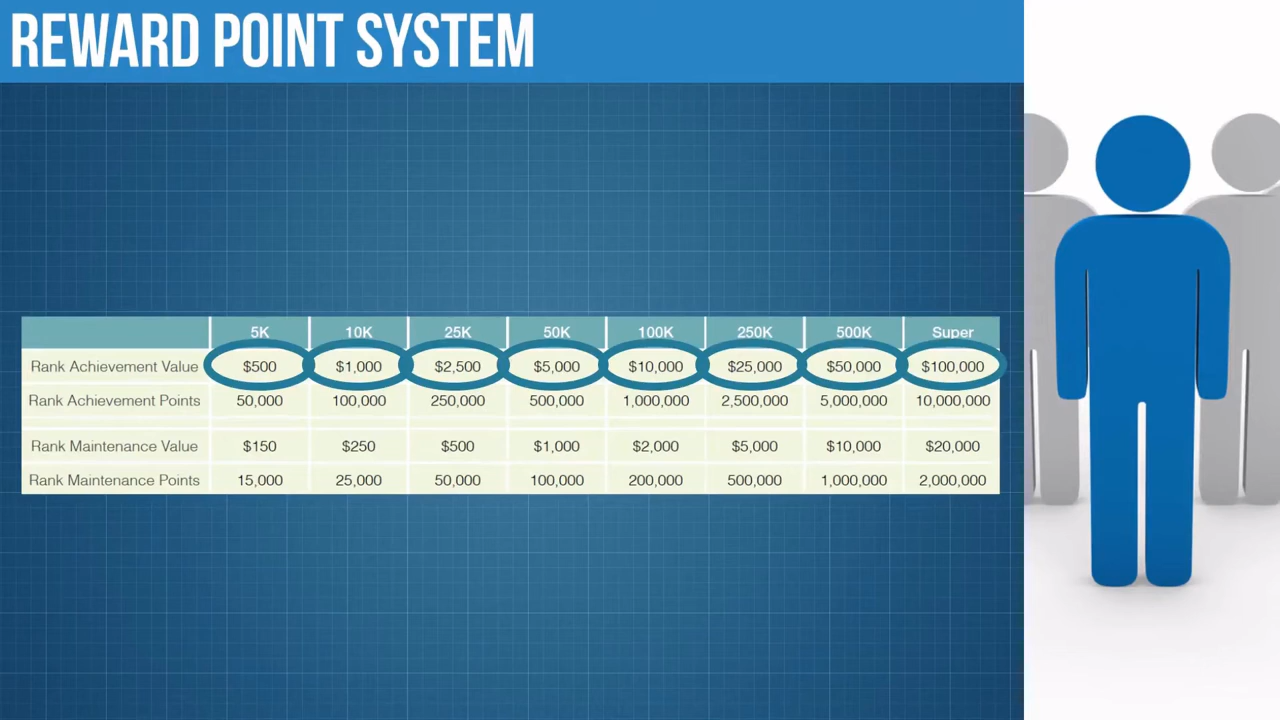 REWARD POINT SYSTEM
5K 10K 25K 50K 100K 250K 500K Super
Rank Achievement Value $500 $1,000 $2,500 $5,000 $10,000 $25,000 $50,000 $100,000
Rank Achievement Points 50,000 100,000 250,000 500,000 1,000,000 2,500,000 5,000,000 10,000,000
Rank Maintenance Value $150 $250 $500 $1,000 $2,000 $5,000 $10,000 $20,000
Rank Maintenance Points 15,000 25,000 50,000 100,000 200,000 500,000 1,000,000 2,000,000